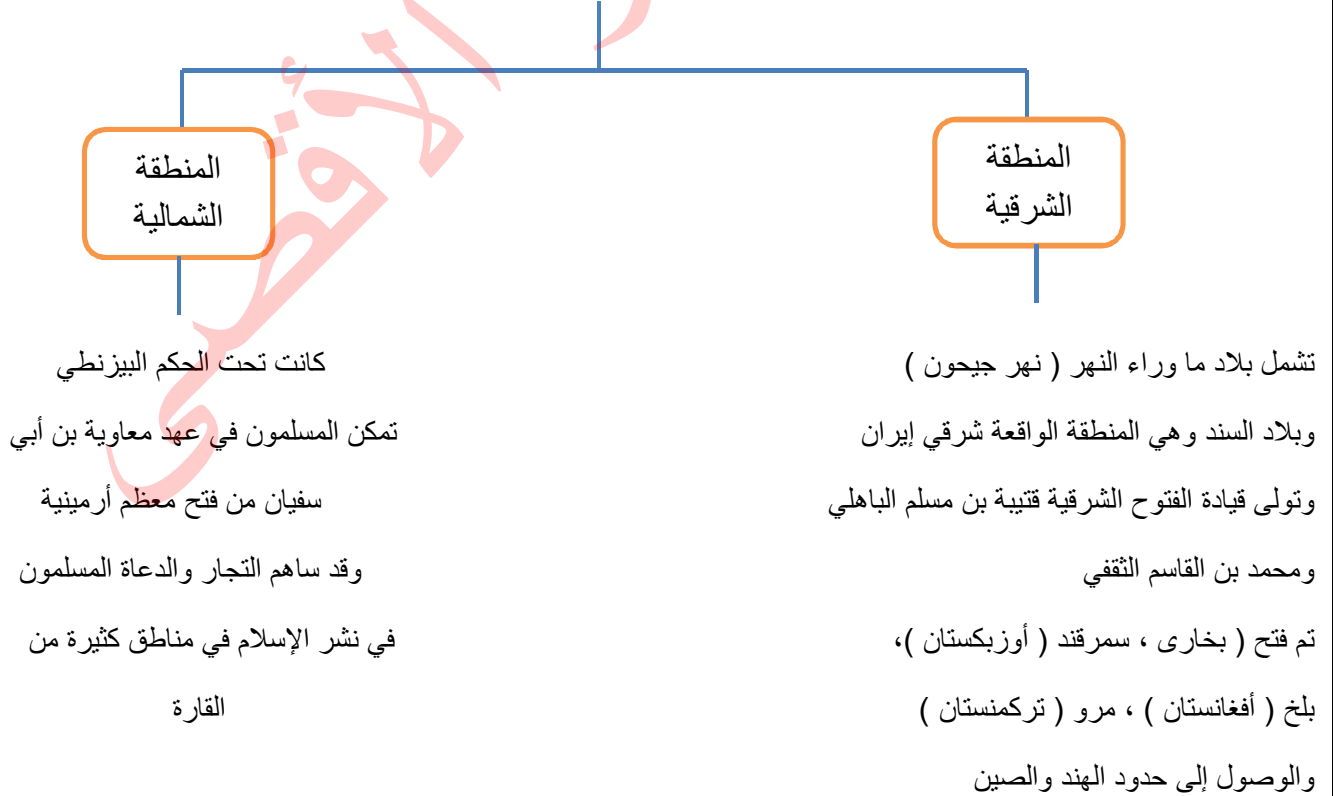 المنطقة
الشرقية
تشمل بلاد ما وراء النهر ( نهر جيحون )
وبلاد السند وهي المنطقة الواقعة شرقي إيران
وتولى قيادة الفتوح الشرقية قتيبة بن مسلم الباهلي
ومحمد بن القاسم الثقفي
تم فتح ( بخارى ، سمرقند ( أوزبكستان )،
بلخ ( أفغانستان ) ، مرو ( تركمنستان )
والوصول إلى حدود الهند والصين
المنطقة
الشمالية
كانت تحت الحكم البيزنطي
تمكن المسلمون في عهد معاوية بن أبي
سفيان من فتح معظم أرمينية
وقد ساهم التجار والدعاة المسلمون
في نشر الإسلام في مناطق كثيرة من
القارة
الأقصى